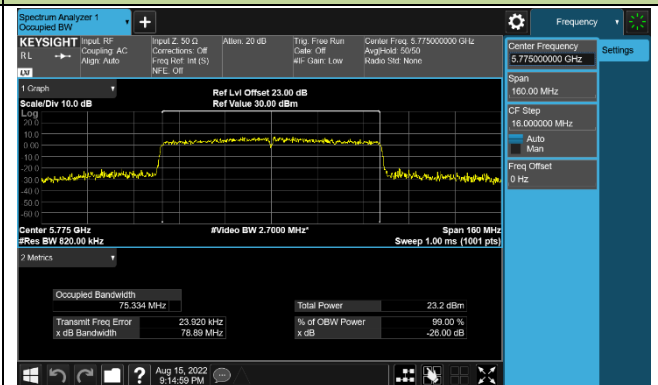 Spectrum Analyzer 1
Occupied BW
+
Frequency
KEYSIGHT Input: RF Input Z: 50 Ω Atten: 20 dB Trig: Free Run Center Freq: 5.775000000 GHz
RL Coupling: AC Corrections: Off Gate: Off Avg|Hold: 50/50
Align: Auto Freq Ref: Int (S) #IF Gain: Low Radio Std: None
LXI NFE: Off
Center Frequency
5.775000000 GHz
Settings
Span
160.00 MHz
CF Step
16.000000 MHz
Auto
Man
Freq Offset
0 Hz
1 Graph
Ref Lvl Offset 23.00 dB
Scale/Div 10.0 dB Ref Value 30.00 dBm
Log
20.0
10.0
0.00
-10.0
-20.0
-30.0
-40.0
-50.0
-60.0
Center 5.775 GHz #Video BW 2.7000 MHz* Span 160 MHz
#Res BW 820.00 kHz Sweep 1.00 ms (1001 pts)
2 Metrics
Occupied Bandwidth
75.334 MHz Total Power 23.2 dBm
Transmit Freq Error 23.920 kHz % of OBW Power 99.00 %
x dB Bandwidth 78.89 MHz x dB -26.00 dB
? Aug 15, 2022
9:14:59 PM